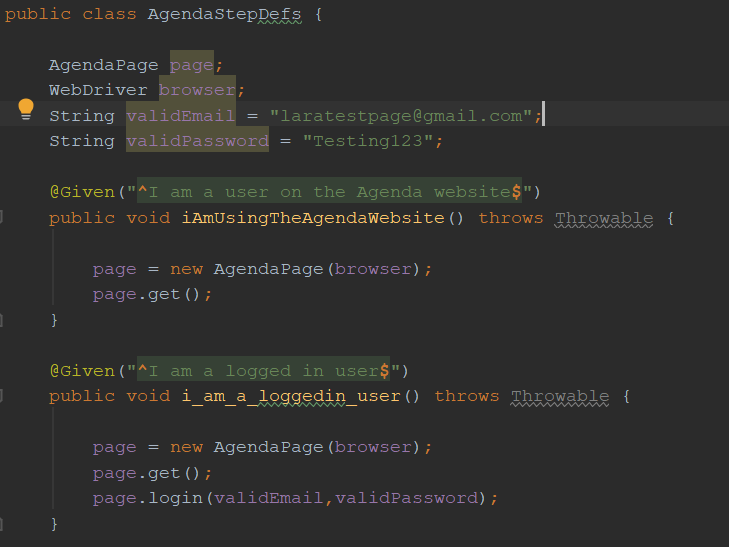 public class AgendaStepDefs {
AgendaPage page;
WebDriver browser;
String validEmail = "laratestpage@gmail.com";
String validPassword = "Testing123";
@Given("^I am a user on the Agenda website$")
public void iAmUsingTheAgendaWebsite() throws Throwable {
page = new AgendaPage(browser);
page.get();
}
@Given("^I am a logged in user$")
public void i_am_a_loggedin_user() throws Throwable {
page = new AgendaPage(browser);
page.get();
page.login(validEmail,validPassword);
}